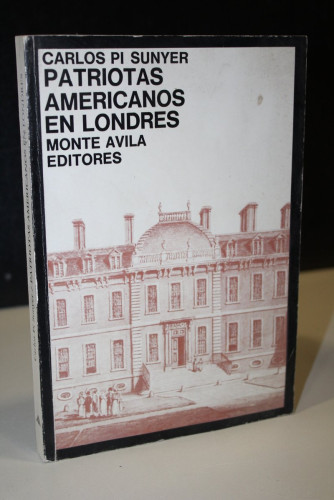 CARLOS PI SUNYER
PATRIOTAS
AMERICANOS
EN LONDRES
MONTE AVILA
EDITORES